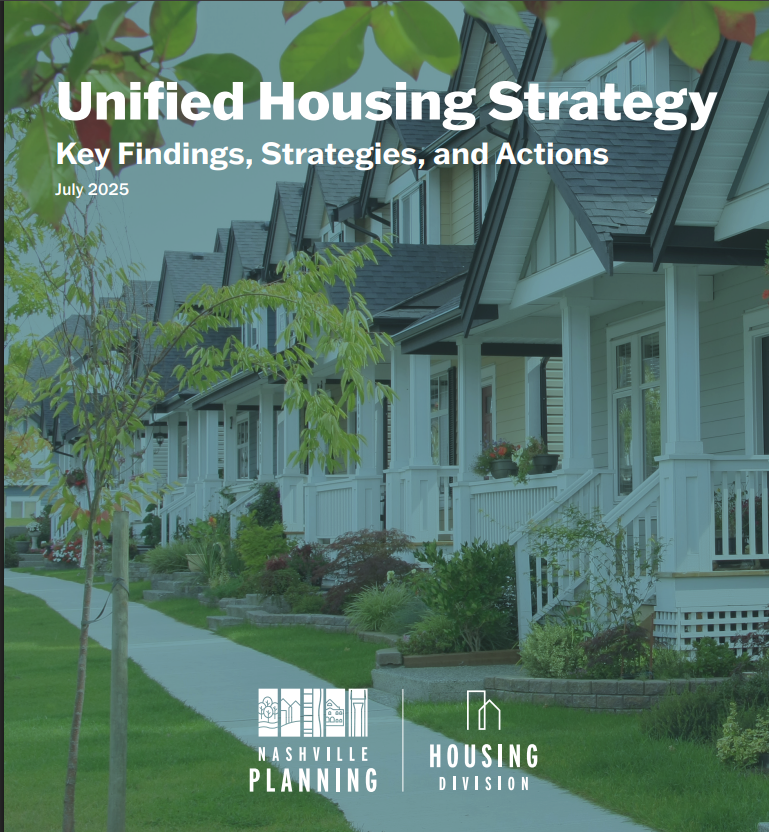 Unified Housing Strategy
Key Findings, Strategies, and Actions
July 2025
NASHVILLE
PLANNING
HOUSING
DIVISION